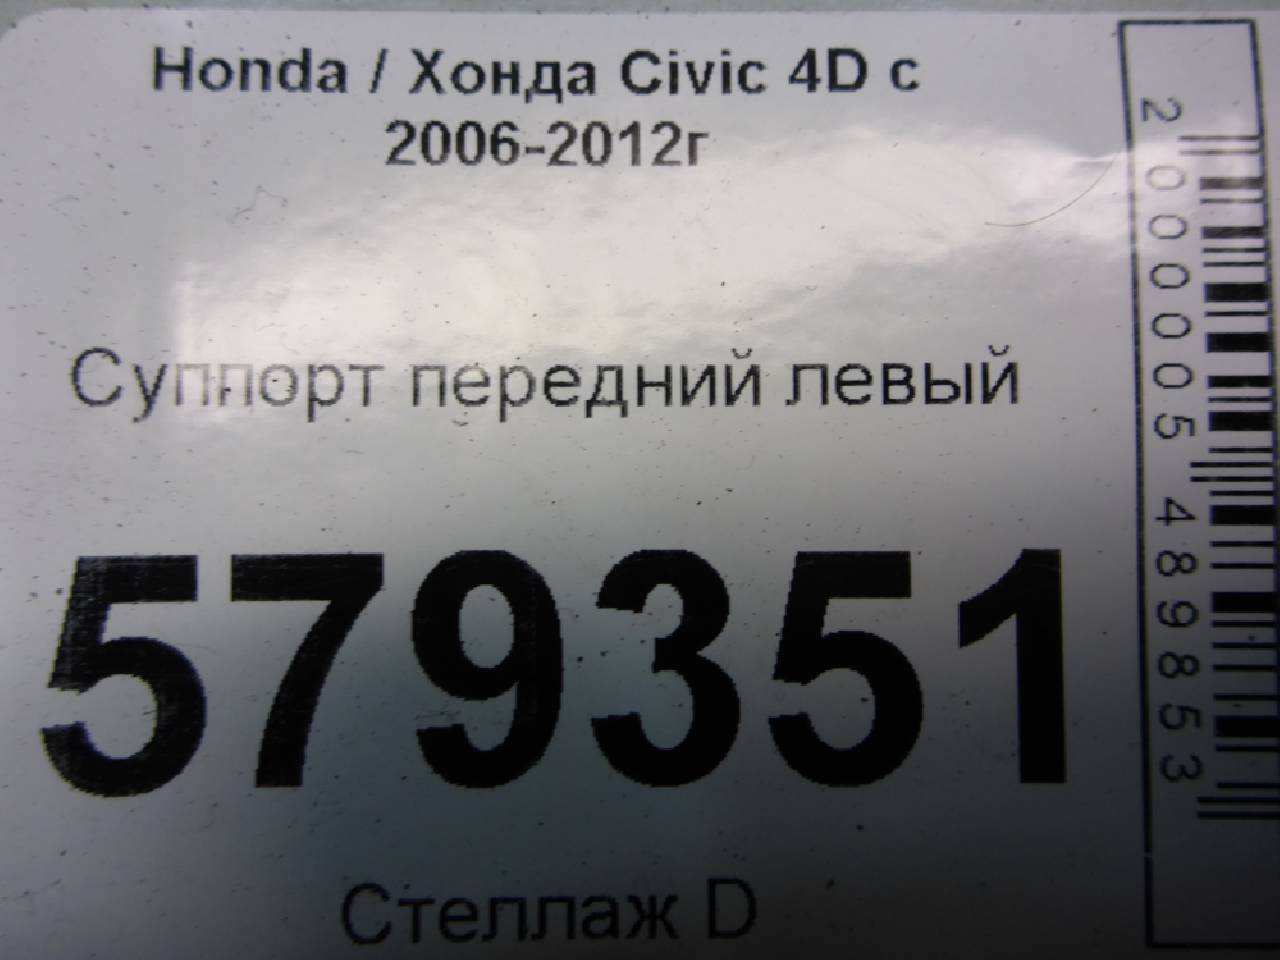 Honda / Хонда Civic 4D с
2006-2012г
Суппорт передний левый
579351
Стеллаж D
2000005489853